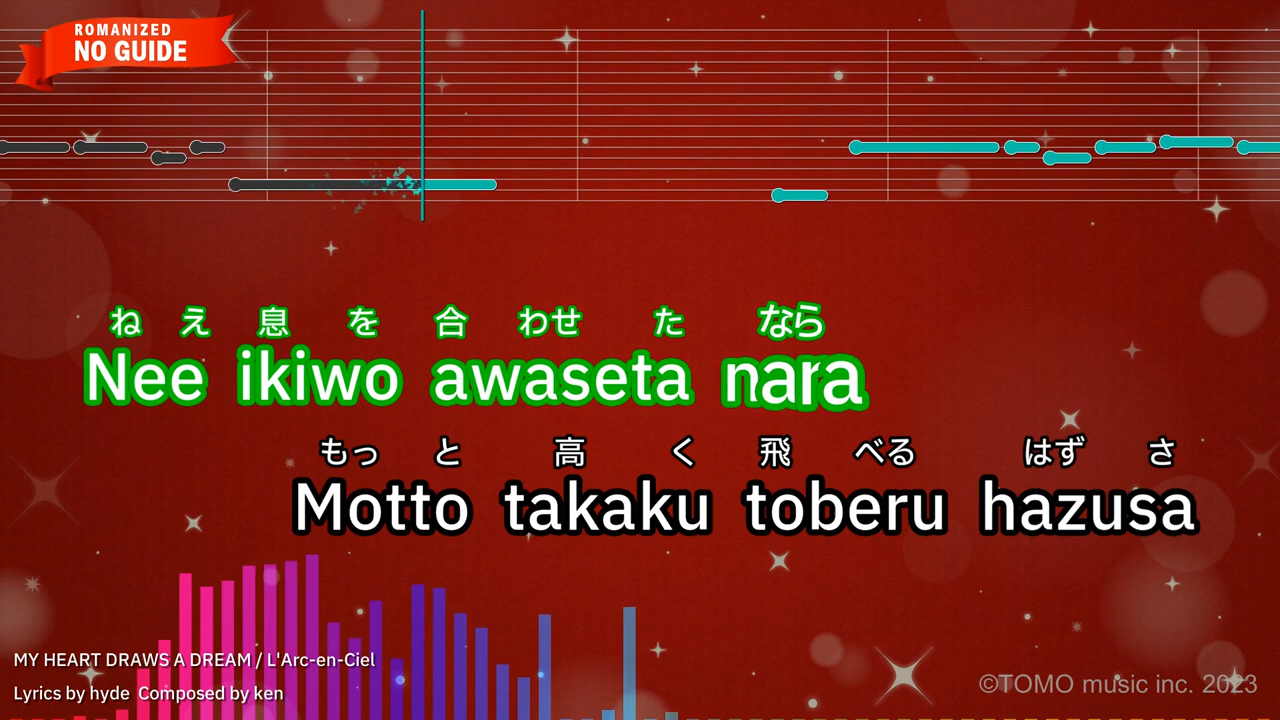 ROMANIZED
NO GUIDE
ねえ息を合わせたなら
Nee ikiwo awaseta nara
もっと高く飛べるはずさ
Motto takaku toberu hazusa
MY HEART DRAWS A DREAM / L'Arc-en-Ciel
Lyrics by hyde Composed by ken
©TOMO music inc. 2023